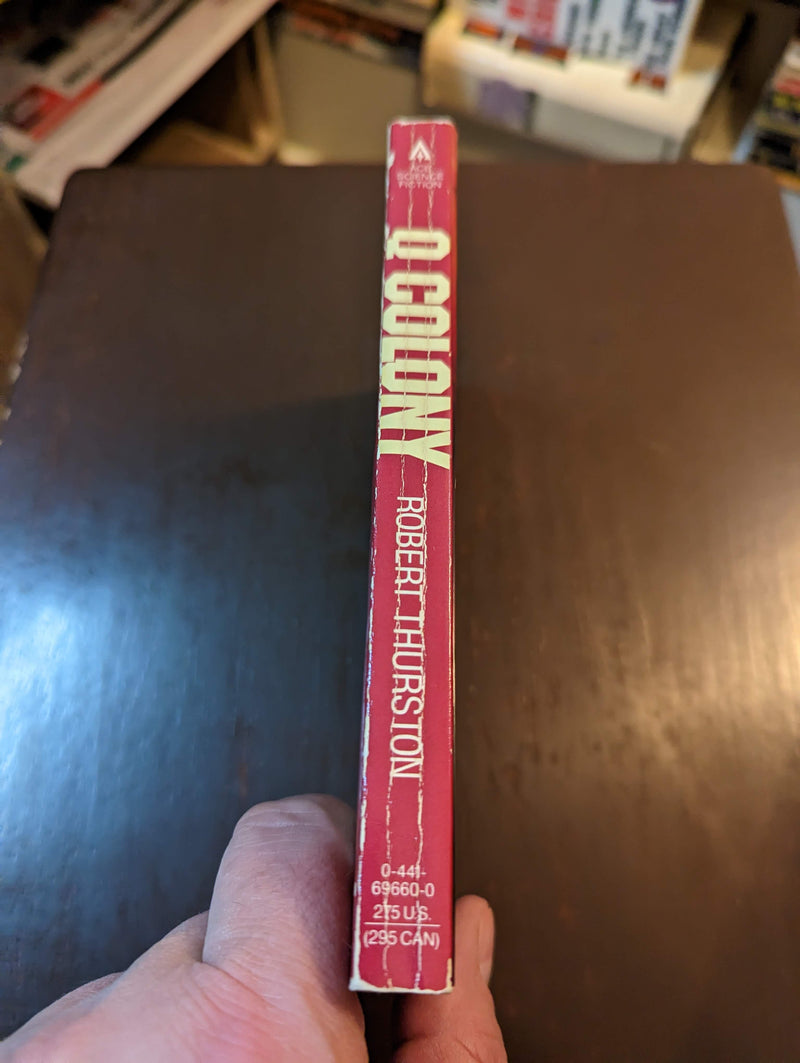 ACE
SCIENCE
FICTION
Q COLONY
ROBERT THURSTON
0-441-
69660-0
275 U.S.
(295 CAN)